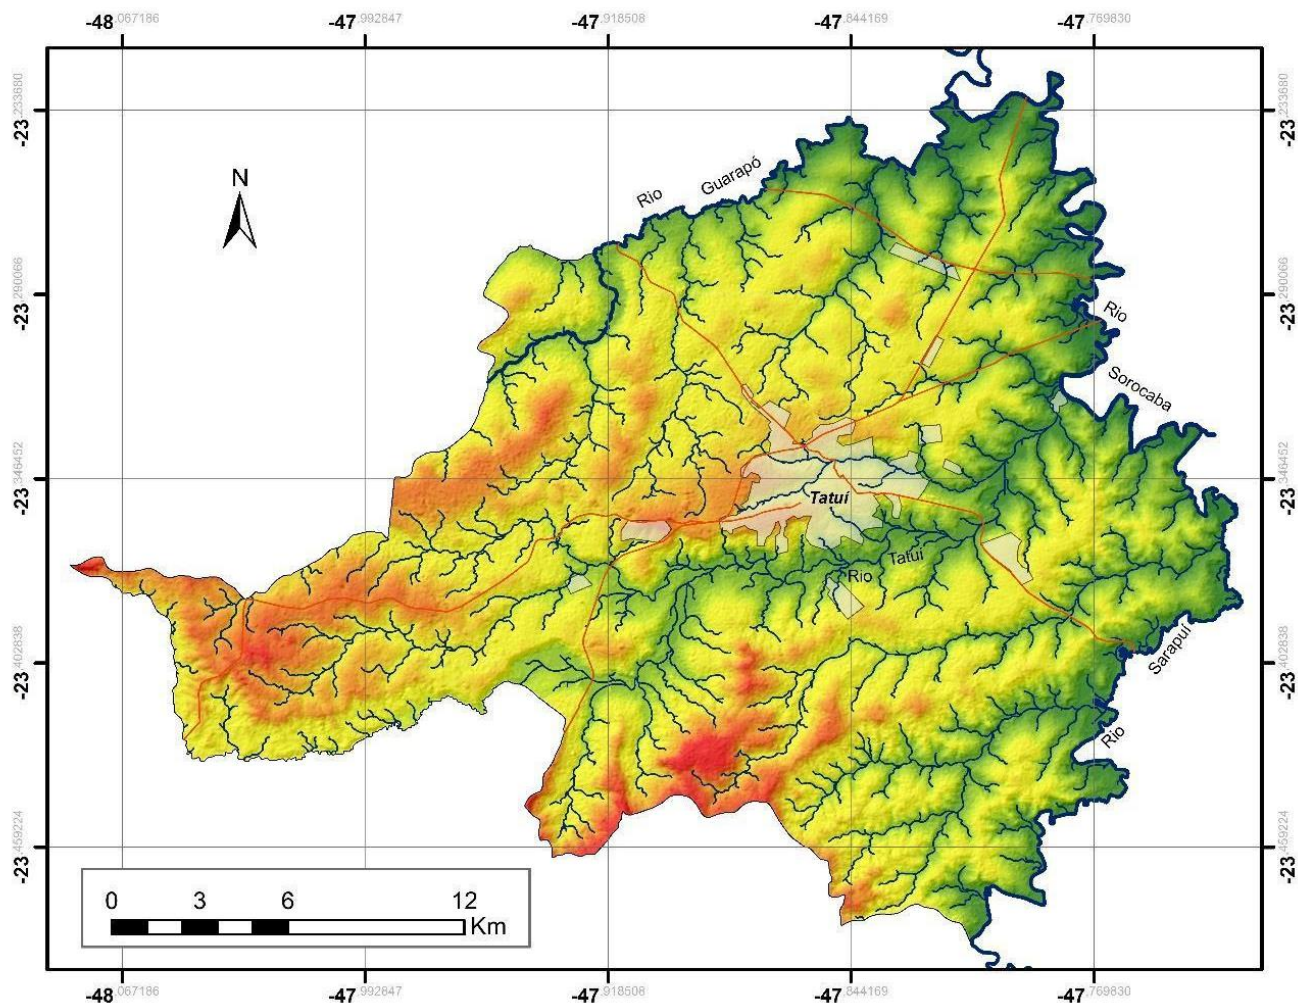 -48.067186 -47.992847 -47.918508 -47.844169 -47.769830
-23.233680
-23.233680
N
Rio
Guarapó
-23.290066
-23.290066
Rio
Sorocaba
-23.346452
-23.346452
Tatuí
Tatuí
Rio
Sarapuí
-23.402838
-23.402838
Rio
-23.459224
-23.459224
0 3 6 12
Km
-48.067186 -47.992847 -47.918508 -47.844169 -47.769830